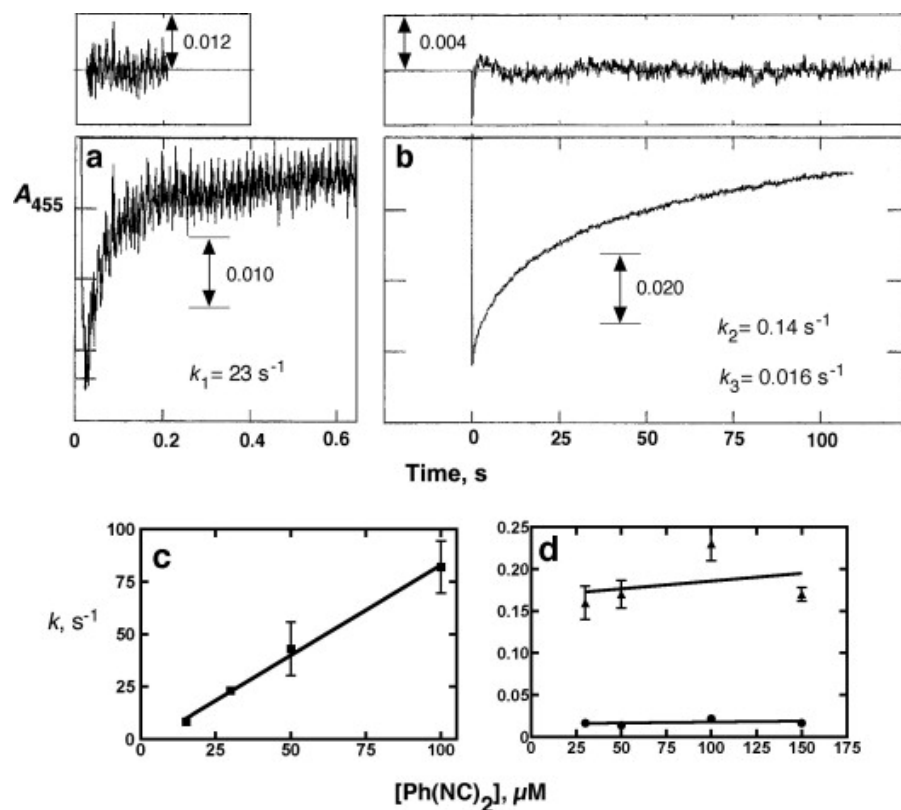 0.012
0.004
a
b
A455
0.010
0.020
k1= 23 s-1
k2= 0.14 s-1
k3= 0.016 s-1
0 0.2 0.4 0.6
0 25 50 75 100
Time, s
c
d
100
75
50
25
0
k, s-1
0 25 50 75 100
0.25
0.20
0.15
0.10
0.05
0
0 25 50 75 100 125 150 175
[Ph(NC)2], µM